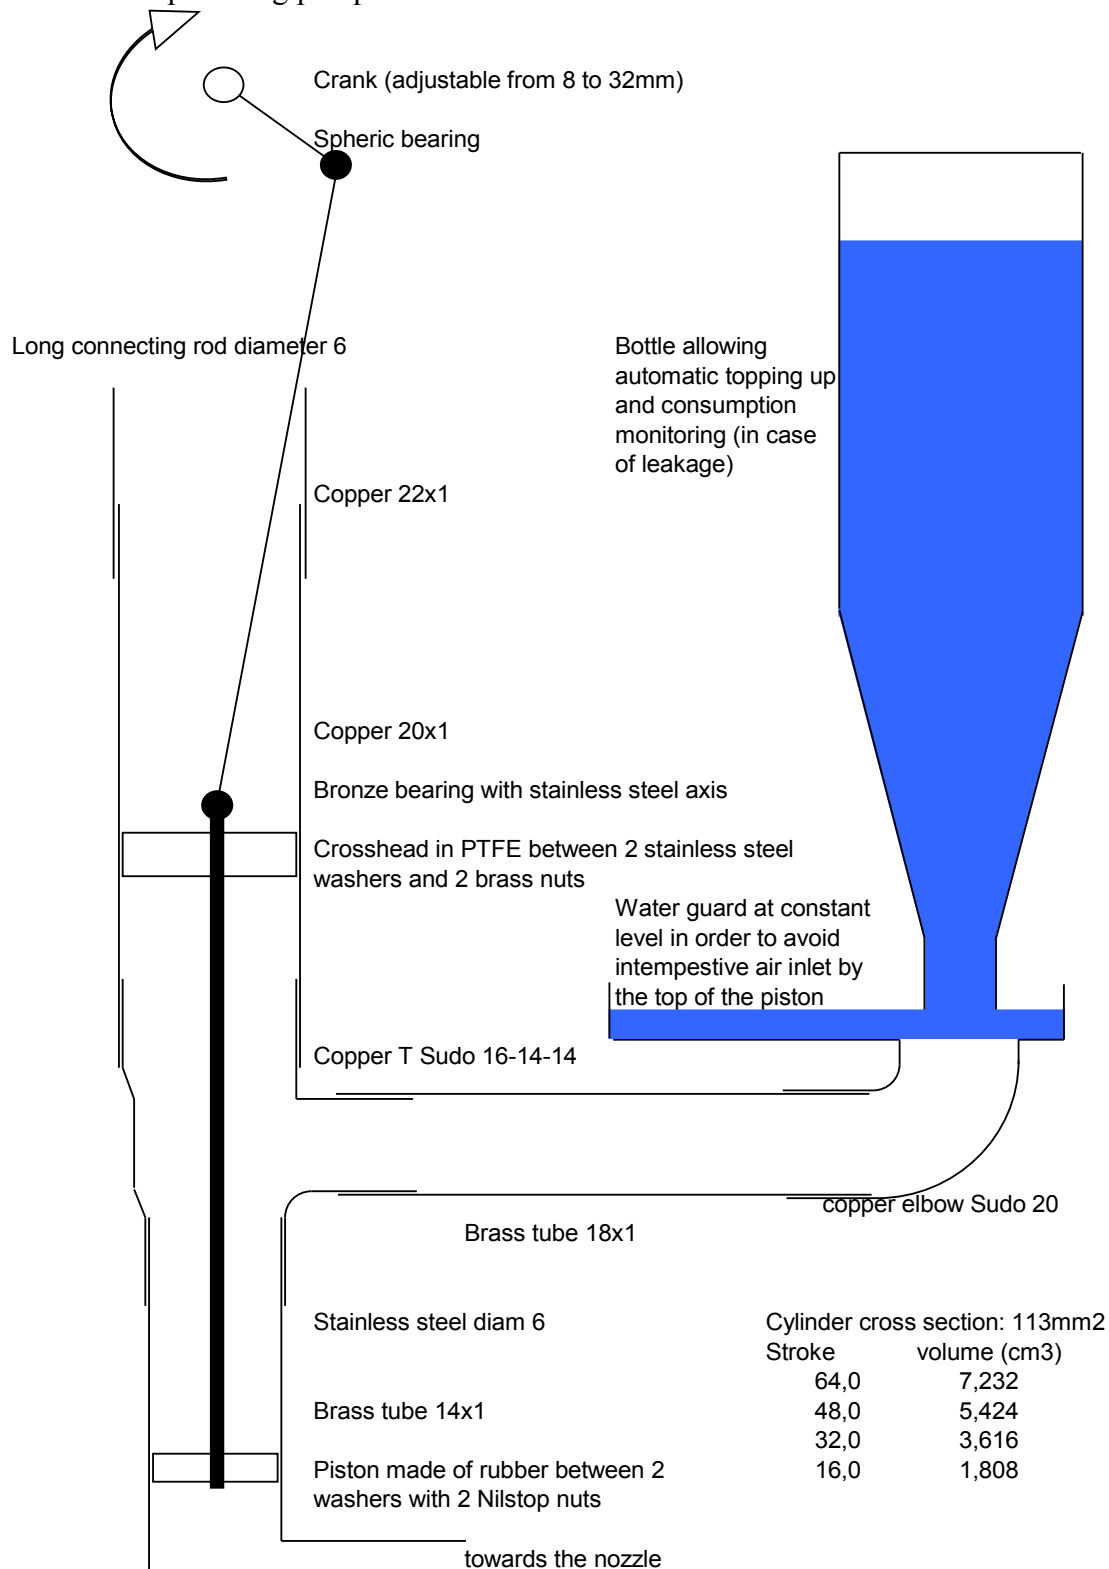 Crank (adjustable from 8 to 32mm)
Spheric bearing
Long connecting rod diameter 6
Bottle allowing
automatic topping up
and consumption
monitoring (in case
of leakage)
Copper 22x1
Copper 20x1
Bronze bearing with stainless steel axis
Crosshead in PTFE between 2 stainless steel
washers and 2 brass nuts
Water guard at constant
level in order to avoid
intempestive air inlet by
the top of the piston
Copper T Sudo 16-14-14
copper elbow Sudo 20
Brass tube 18x1
Stainless steel diam 6
Cylinder cross section: 113mm2
Stroke volume (cm3)
64,0 7,232
48,0 5,424
32,0 3,616
16,0 1,808
Brass tube 14x1
Piston made of rubber between 2
washers with 2 Nilstop nuts
towards the nozzle